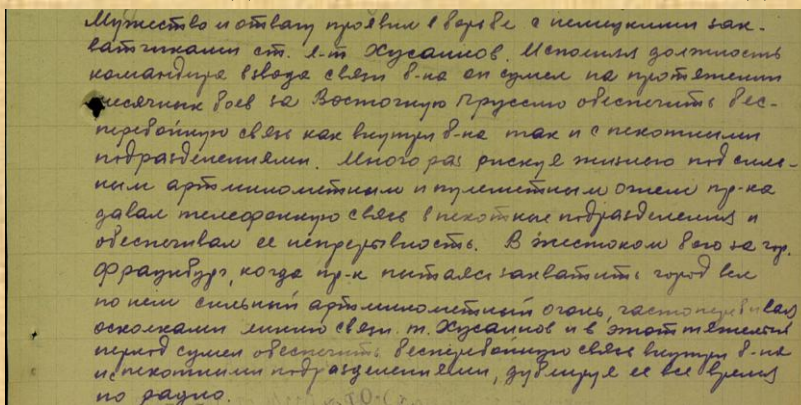 Мужество и отвагу проявил в борьбе с немецкими зах-
ватчиками ст. л-т Хусаинов. Исполняя должность
командира взвода связи б-на он сумел на протяжении
месячных боев за Восточную Пруссию обеспечить бес-
перебойную связь как внутри б-на так и с пехотными
подразделениями. Много раз рискуя жизнью под силь-
ным артминометным и пулеметным огнем пр-ка
давал телефонную связь в пехотные подразделения и
обеспечивал ее непрерывность. В жестоком бою за гор.
Фраунбург, когда пр-к пытаясь захватить город вел
по нем сильный артминометный огонь, часто перебивая
осколками линию связи. т. Хусаинов и в этот тяжелый
период сумел обеспечить бесперебойную связь внутри б-на
и с пехотными подразделениями, дублируя ее все время
по радио.